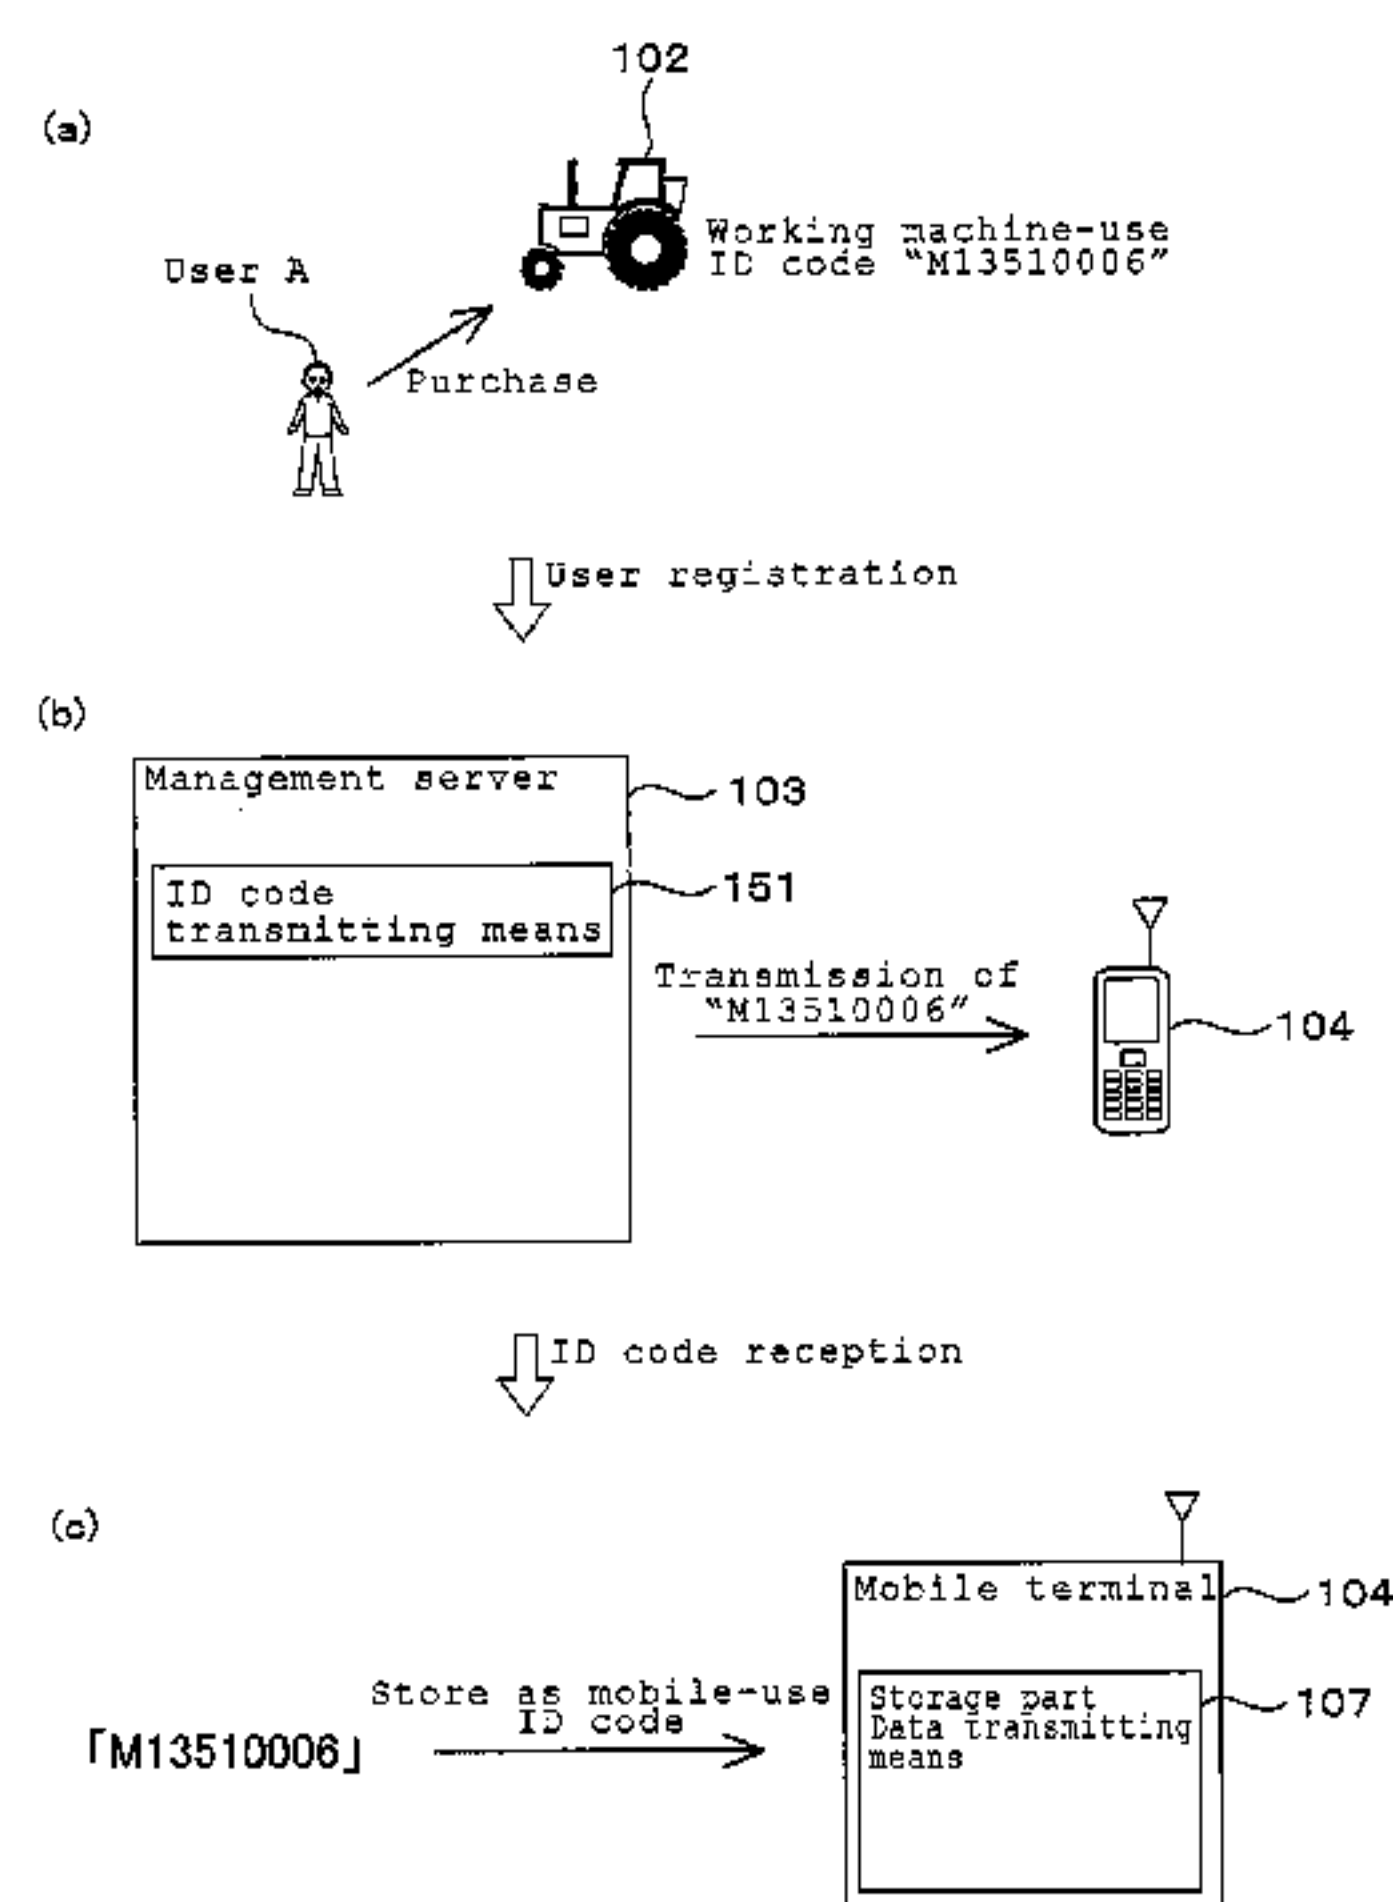 102
(a)
Working machine-use
ID code “M13510006”
User A
Purchase
User registration
(b)
Management server
103
ID code
transmitting means
151
Transmission of
“M13510006”
104
ID code reception
(c)
Mobile terminal
104
Store as mobile-use
ID code
「M13510006」
Storage part
Data transmitting
means
107